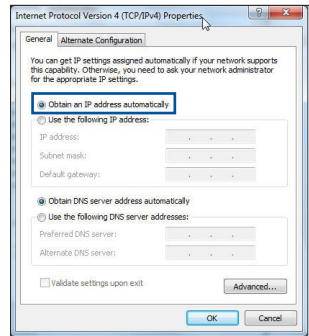 Internet Protocol Version 4 (TCP/IPv4) Properties
General
Alternate Configuration
You can get IP settings assigned automatically if your network supports
this capability. Otherwise, you need to ask your network administrator
for the appropriate IP settings.
Obtain an IP address automatically
Use the following IP address:
IP address:
Subnet mask:
Default gateway:
Obtain DNS server address automatically
Use the following DNS server addresses:
Preferred DNS server:
Alternate DNS server:
Validate settings upon exit
Advanced...
OK
Cancel